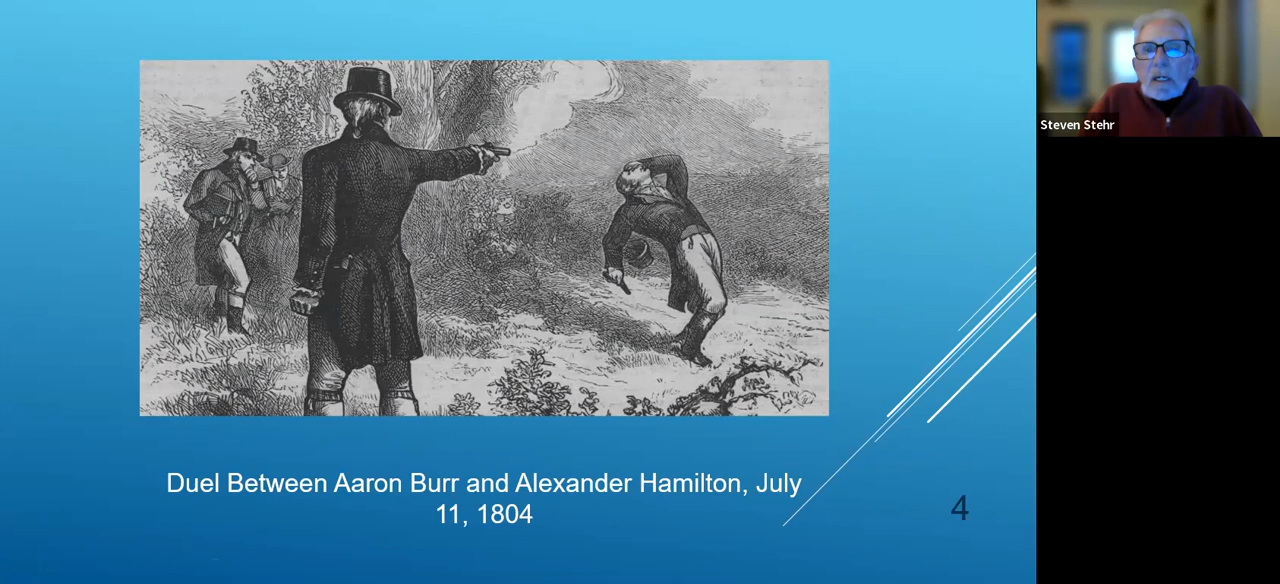 Steven Stehr
Duel Between Aaron Burr and Alexander Hamilton, July
11, 1804
4